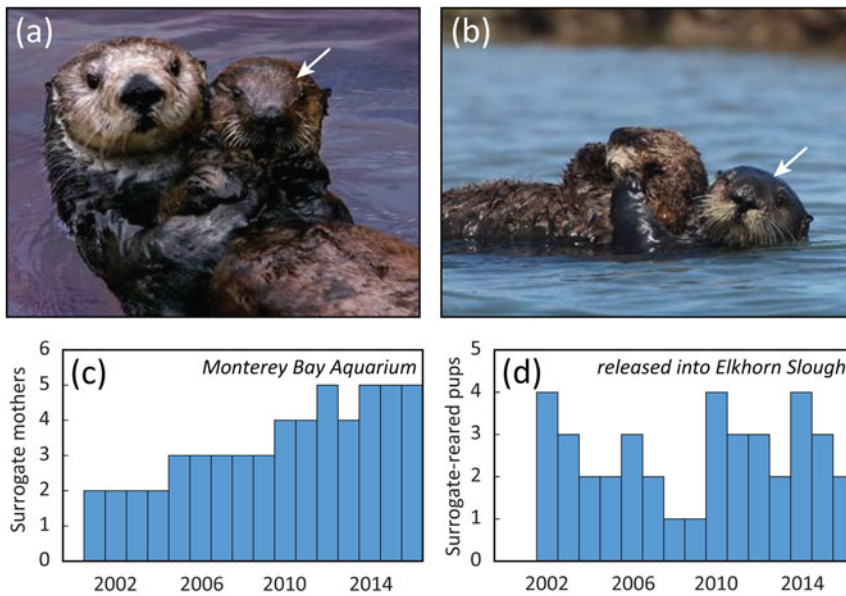 (a)
(b)
(c)
Monterey Bay Aquarium
Surrogate mothers
6
5
4
3
2
1
0
2002 2006 2010 2014
(d)
released into Elkhorn Slough
Surrogate-reared pups
5
4
3
2
1
0
2002 2006 2010 2014